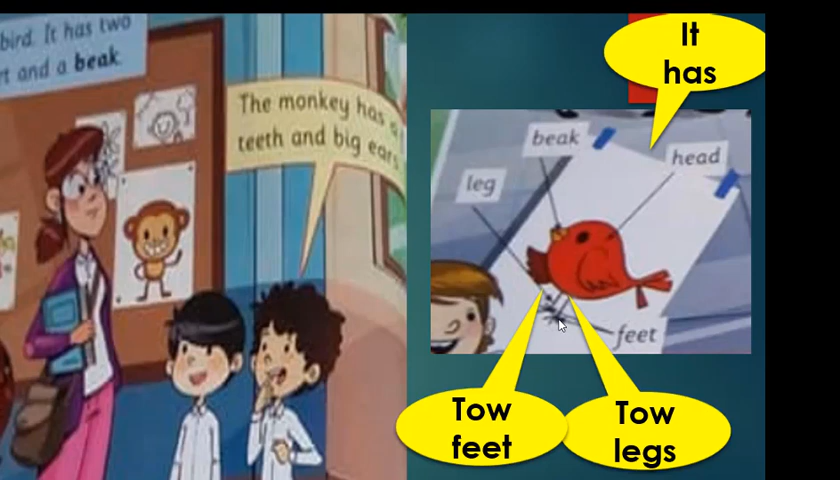 bird. It has two
and a beak.
The monkey has
teeth and big ears
It
has
beak
head
leg
feet
Tow
feet
Tow
legs